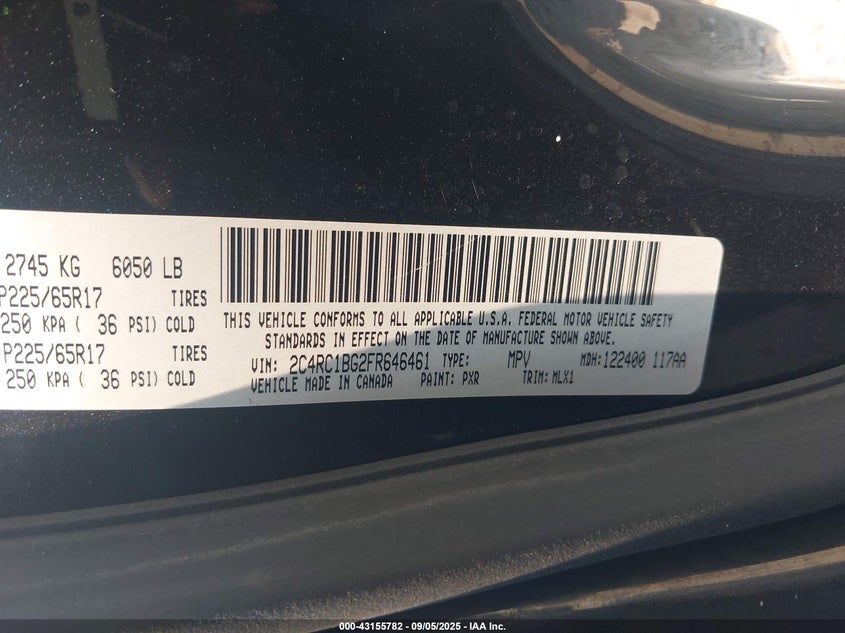 2745 KG 6050 LB
P225/65R17 TIRES
250 KPA ( 36 PSI) COLD
P225/65R17 TIRES
250 KPA ( 36 PSI) COLD
THIS VEHICLE CONFORMS TO ALL APPLICABLE U.S.A. FEDERAL MOTOR VEHICLE SAFETY
STANDARDS IN EFFECT ON THE DATE OF MANUFACTURE SHOWN ABOVE.
VIN: 2C4RC1BG2FR646461 TYPE: MPV MDH: 122400 117AA
VEHICLE MADE IN CANADA PAINT: PXR TRIM: MLX1
000-43155782 - 09/05/2025 - IAA Inc.